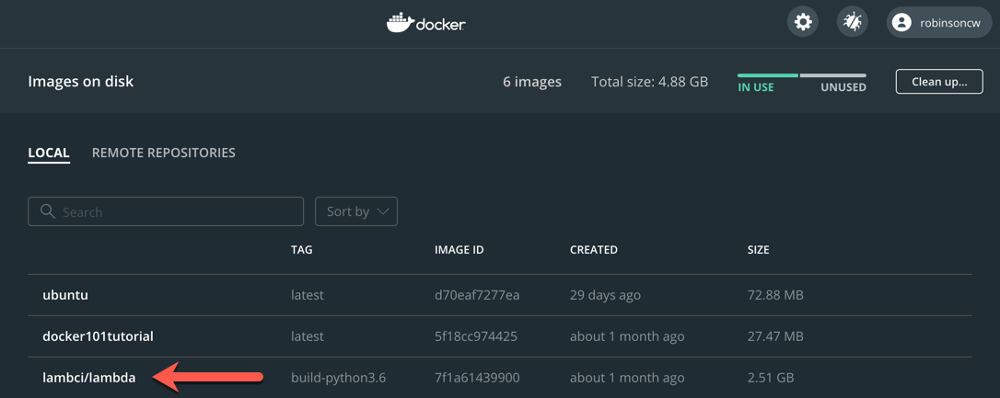 docker
robinsoncw
Images on disk 6 images Total size: 4.88 GB IN USE UNUSED Clean up...
LOCAL REMOTE REPOSITORIES
Search Sort by
TAG IMAGE ID CREATED SIZE
ubuntu latest d70eaf7277ea 29 days ago 72.88 MB
docker101tutorial latest 5f18cc974425 about 1 month ago 27.47 MB
lambci/lambda build-python3.6 7f1a61439900 about 1 month ago 2.51 GB